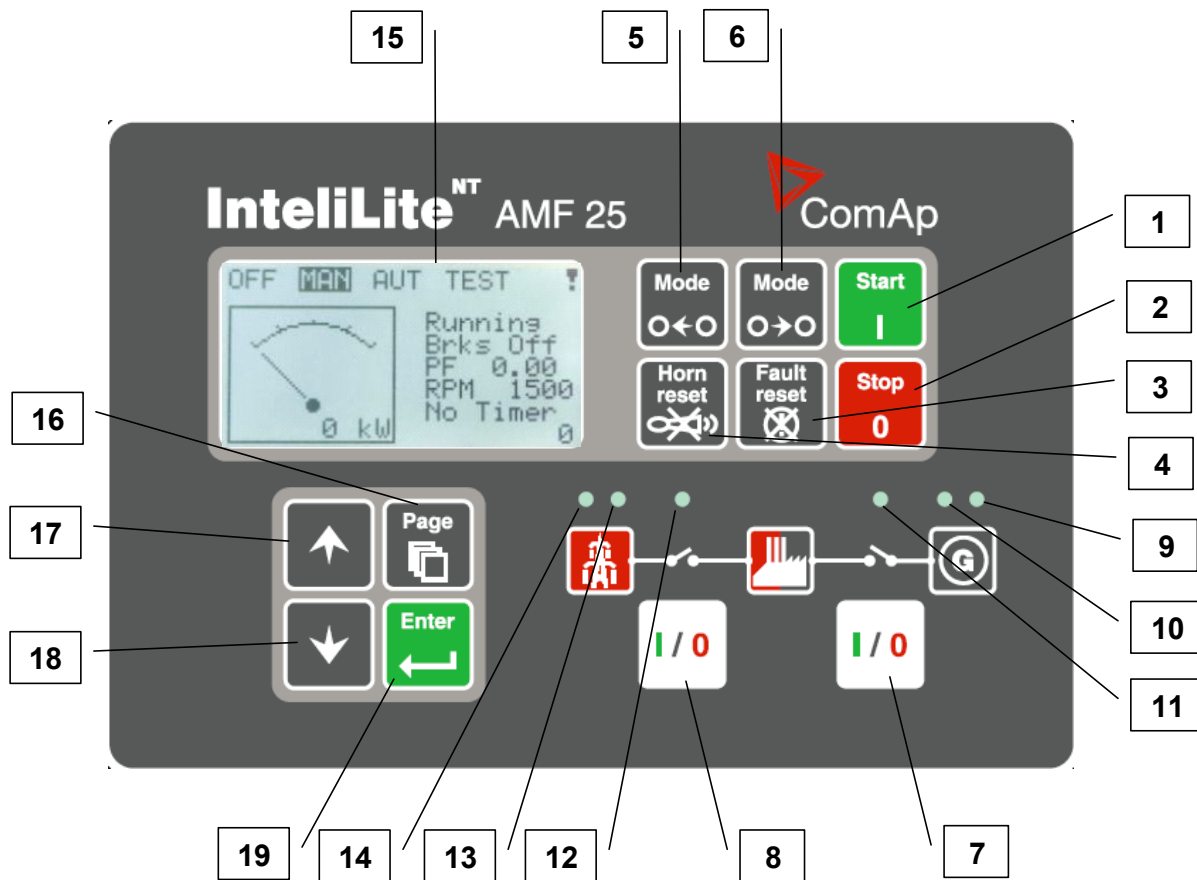 15
5
6
InteliLite NT AMF 25
ComAp
1
OFF MAN AUT TEST !
Running
Brks Off
PF 0.00
RPM 1500
No Timer
0
0 kW
Mode
Mode
Start
I
2
Horn reset
Fault reset
Stop
0
3
16
4
17
Page
9
G
Enter
10
18
I / 0
I / 0
11
19
14
13
12
8
7